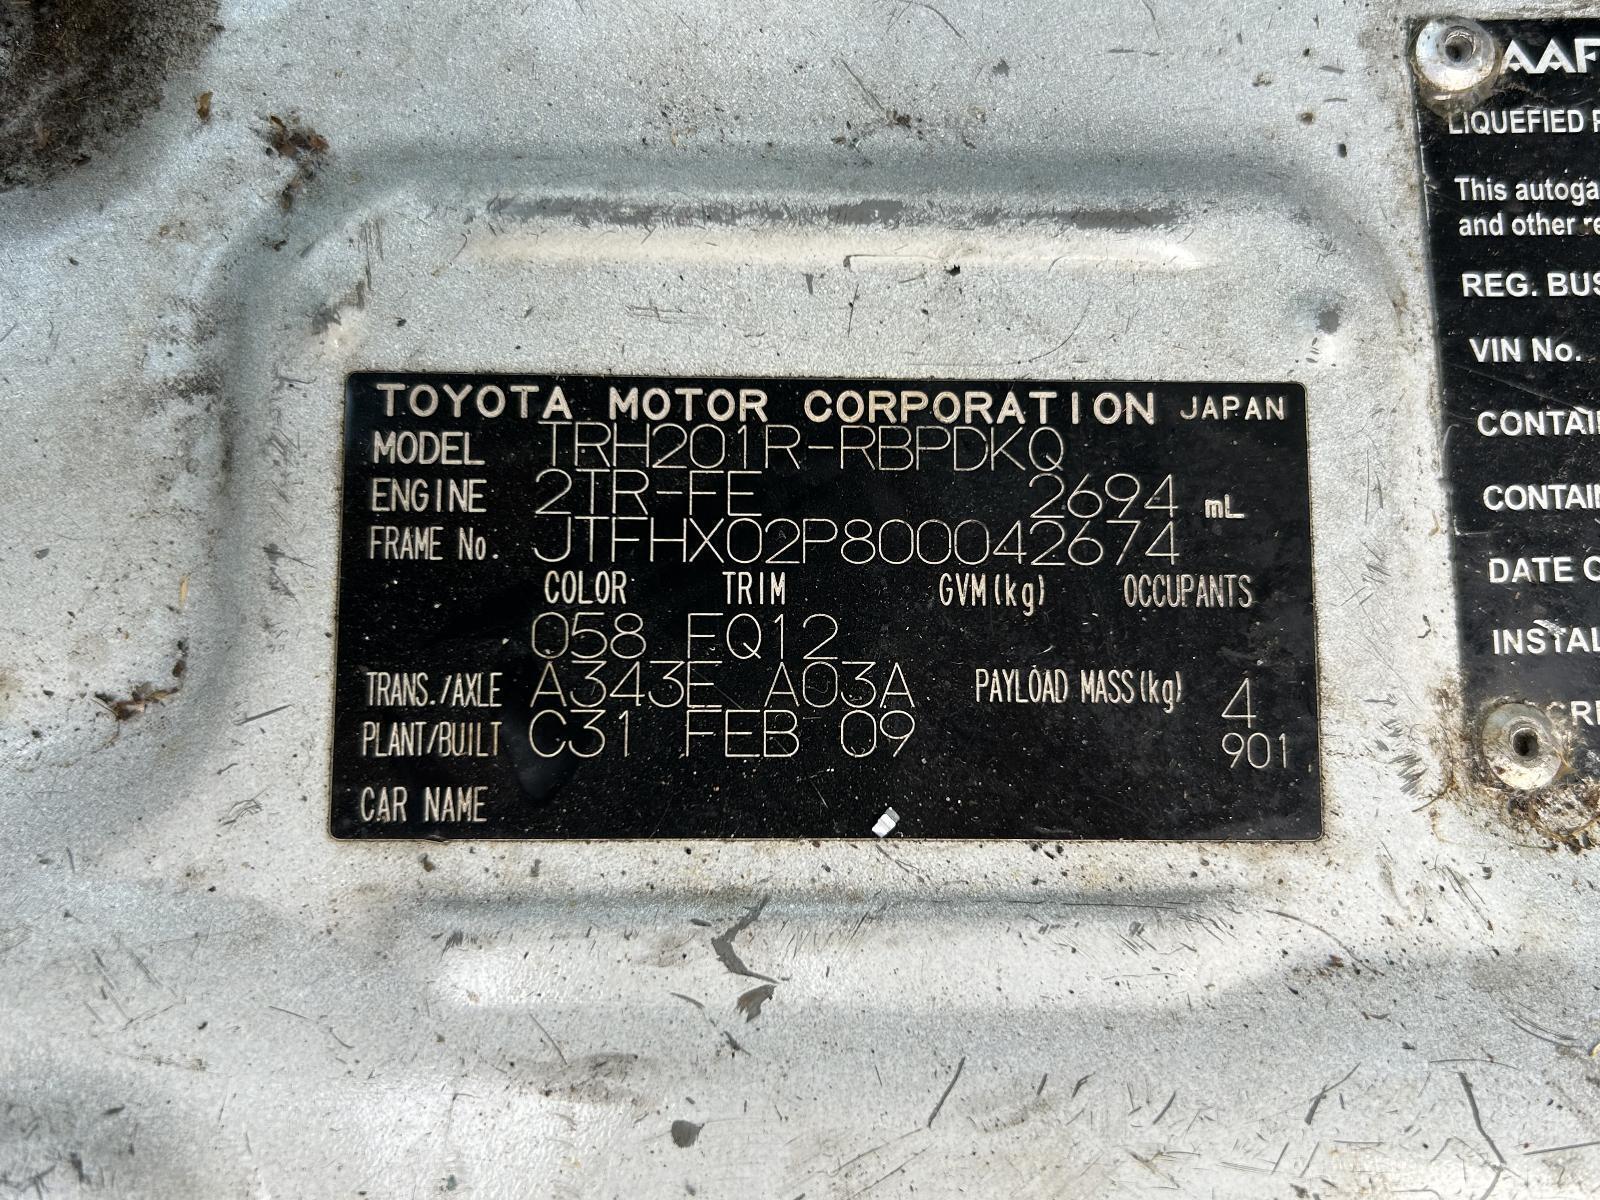 TOYOTA MOTOR CORPORATION JAPAN
MODEL TRH201R-RBPDKQ
ENGINE 2TR-FE 2694 mL
FRAME No. JTFHX02P800042674
COLOR TRIM GVM(kg) OCCUPANTS
058 FQ12
TRANS./AXLE A343E A03A PAYLOAD MASS(kg) 4
PLANT/BUILT C31 FEB 09 901
CAR NAME
AAF
LIQUEFIED
This autoga
and other re
REG. BUS
VIN No.
CONTAI
CONTAI
DATE O
INSTAL